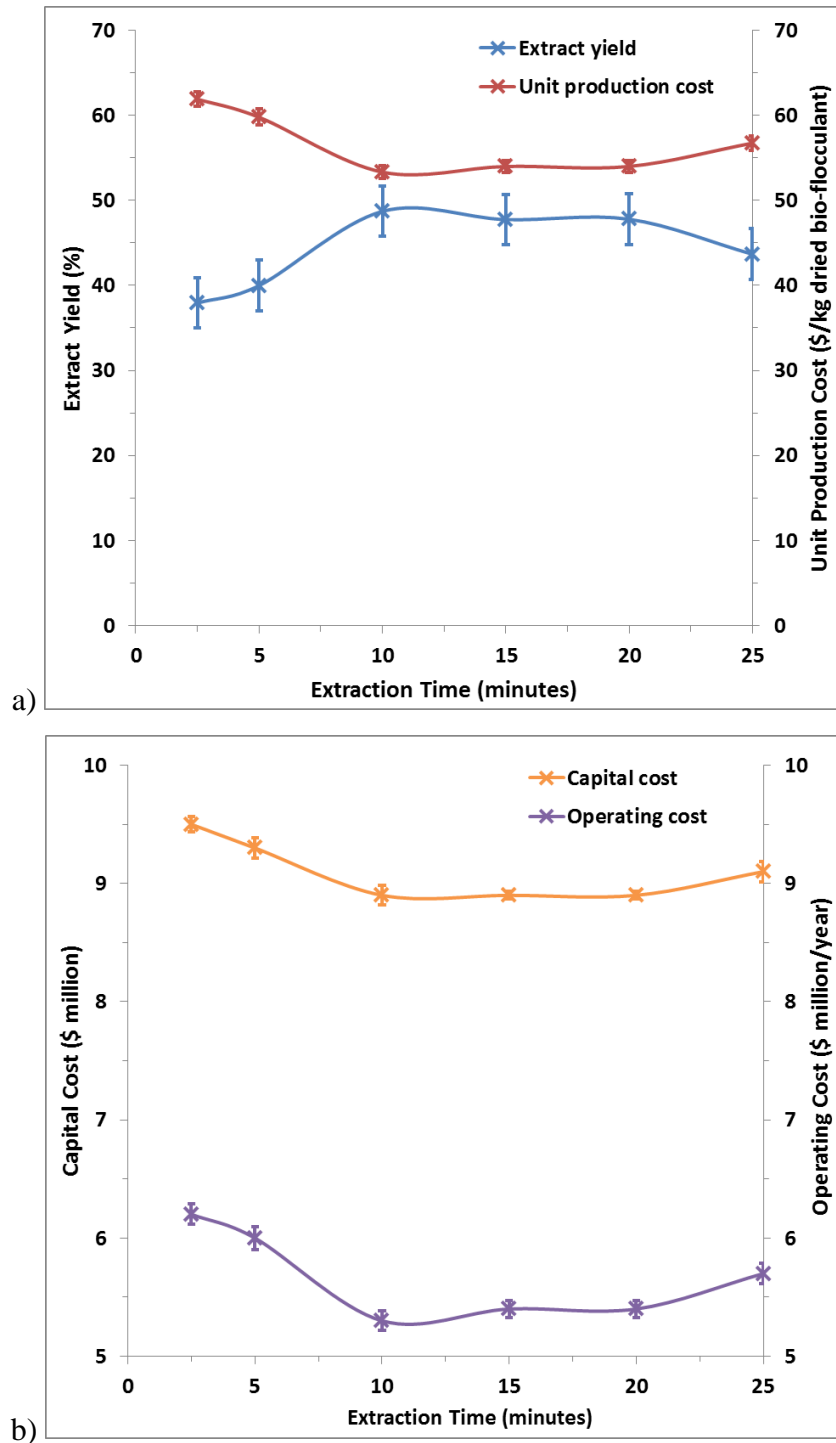 70
60
50
40
30
20
10
0
Extract Yield (%)
Extract yield
Unit production cost
70
60
50
40
30
20
10
0
Unit Production Cost ($/kg dried bio-flocculant)
0 5 10 15 20 25
Extraction Time (minutes)
a)
10
9
8
7
6
5
Capital Cost ($ million)
Capital cost
Operating cost
10
9
8
7
6
5
Operating Cost ($ million/year)
0 5 10 15 20 25
Extraction Time (minutes)
b)